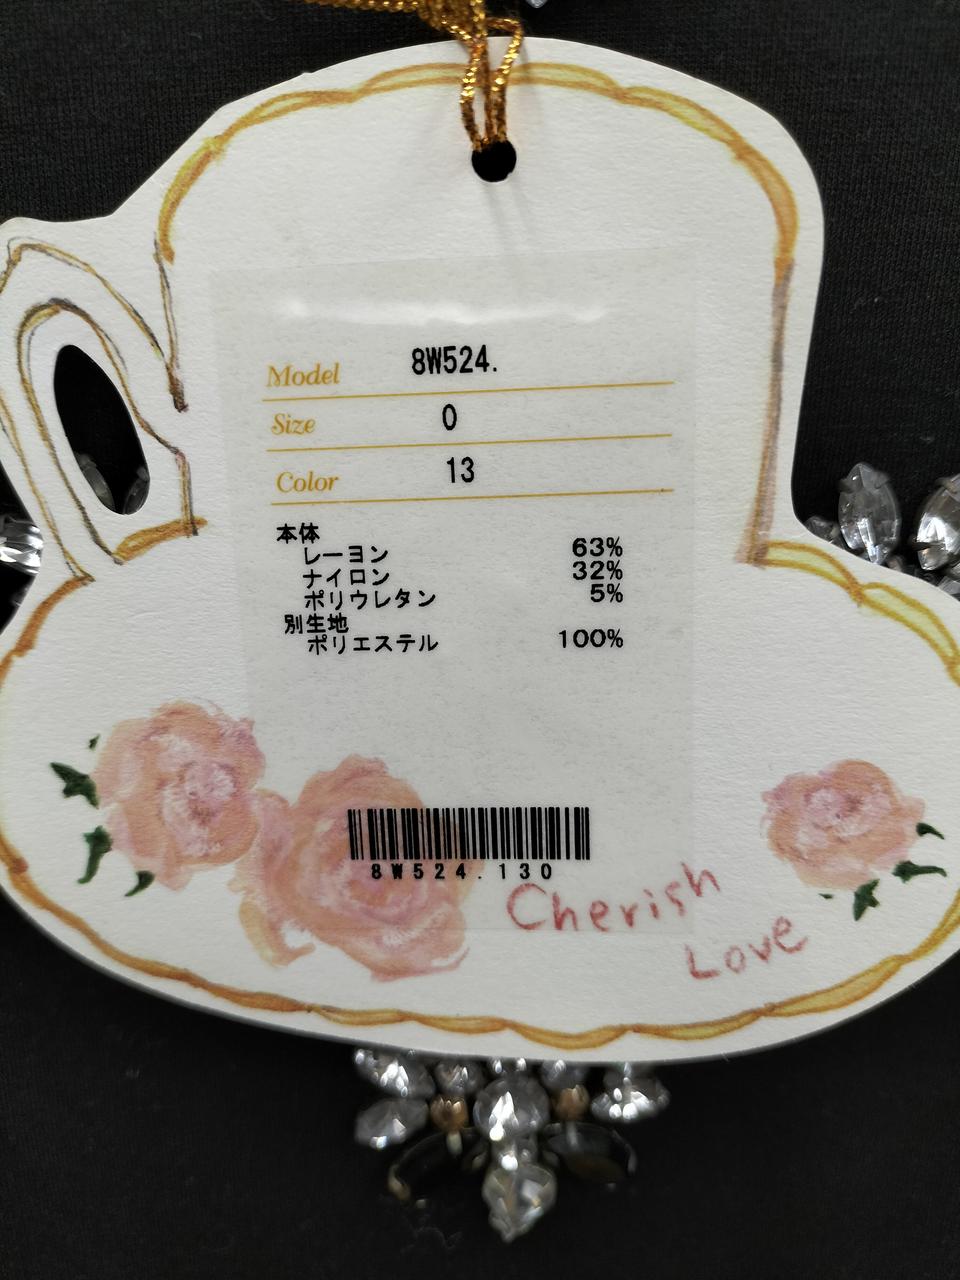 Model 8W524.
Size 0
Color 13
本体
レーヨン 63%
ナイロン 32%
ポリウレタン 5%
別生地
ポリエステル 100%
8W524.130
Cherish
Love